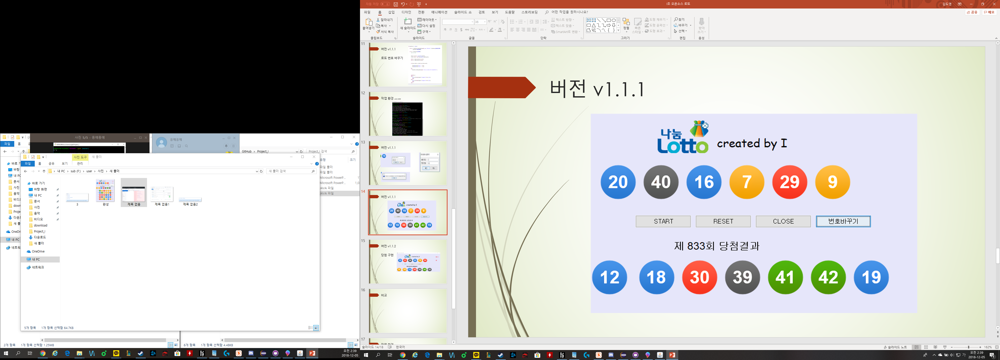 자동 저장
I조 오픈소스 로또
김도영
파일 홈 삽입 디자인 전환 애니메이션 슬라이드 쇼 검토 보기 도움말 스토리보딩 어떤 작업을 원하시나요?
공유 메모
붙여넣기
잘라내기
복사
서식 복사
클립보드
새 슬라이드
레이아웃
다시 설정
구역
슬라이드
36
글꼴
텍스트 방향
텍스트 맞춤
SmartArt로 변환
단락
정렬
빠른 스타일
도형 채우기
도형 윤곽선
도형 효과
그리기
찾기
바꾸기
선택
편집
받아쓰기
음성
11
버전 v1.1.1
로또 번호 바꾸기
12
작업 환경
13
버전 v1.1.1
14
버전 v1.1.1
15
버전 v1.1.2
당첨 구현
16
비교
17
버전 v1.1.1
나눔
Lotto
created by I
20 40 16 7 29 9
START RESET CLOSE 번호바꾸기
제 833회 당첨결과
12 18 30 39 41 42 19
슬라이드 14/18
한국어
슬라이드 노트
162%
사진 5/5 - 응애응애
응애응애
파일 홈
GitHub > Project_I
Project_I 검색
유형 크기
파일 폴더
파일 폴더
Microsoft PowerP...
Microsoft PowerP...
JAVA 파일
JAVA 파일
사진 도구
새 폴더
파일 홈 공유 보기 관리
내 PC > sub (F:) > user > 사진 > 새 폴더
새 폴더 검색
바로 가기
바탕 화면
내 PC
문서
사진
음악
비디오
download
Project_I
다운로드
새 폴더
OneDrive
내 PC
네트워크
3
완성
제목 없음
제목 없음1
제목 없음2
5개 항목
1개 항목 선택함 64.7KB
2개 항목
1개 항목 선택함 1.25MB
6개 항목
1개 항목 선택함 4.48KB
오전 2:39
2018-12-05
오전 2:39
2018-12-05